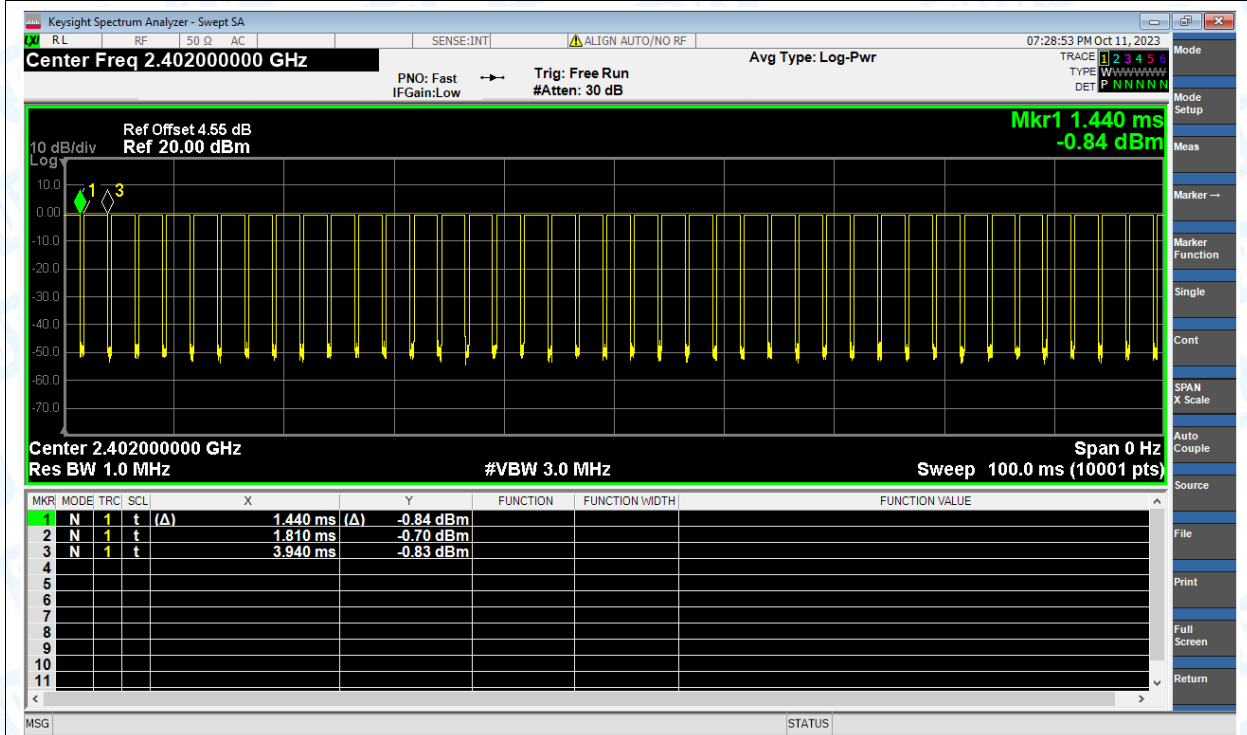 Keysight Spectrum Analyzer - Swept SA
LXI RL RF 50 Ω AC SENSE:INT ALIGN AUTO/NO RF 07:28:53 PM Oct 11, 2023
Center Freq 2.402000000 GHz
PNO: Fast
IFGain:Low
Trig: Free Run
#Atten: 30 dB
Avg Type: Log-Pwr
TRACE 1 2 3 4 5 6
TYPE WWWWWW
DET P N N N N N
Ref Offset 4.55 dB
10 dB/div Ref 20.00 dBm
Log
Mkr1 1.440 ms
-0.84 dBm
10.0
0.00
-10.0
-20.0
-30.0
-40.0
-50.0
-60.0
-70.0
1 3
Center 2.402000000 GHz Span 0 Hz
Res BW 1.0 MHz #VBW 3.0 MHz Sweep 100.0 ms (10001 pts)
MKR MODE TRC SCL X Y FUNCTION FUNCTION WIDTH FUNCTION VALUE
1 N 1 t (Δ) 1.440 ms (Δ) -0.84 dBm
2 N 1 t 1.810 ms -0.70 dBm
3 N 1 t 3.940 ms -0.83 dBm
4
5
6
7
8
9
10
11
MSG STATUS
Mode
Mode
Setup
Meas
Marker →
Marker
Function
Single
Cont
SPAN
X Scale
Auto
Couple
Source
File
Print
Full
Screen
Return